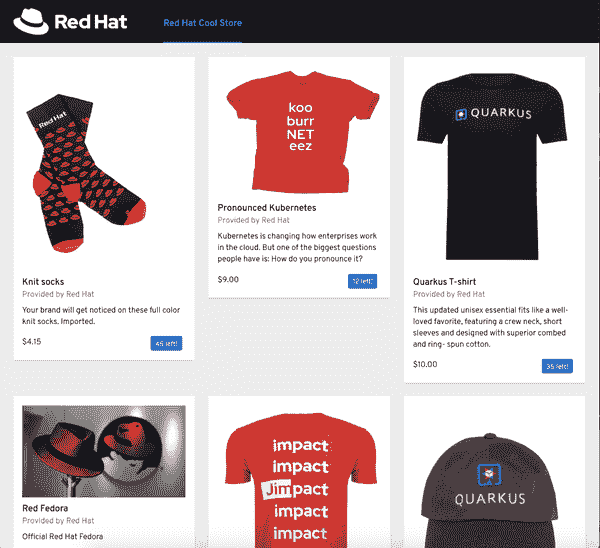 Red Hat
Red Hat Cool Store
Red Hat
koo
burr
NET
eez
QUARKUS
Knit socks
Provided by Red Hat
Your brand will get noticed on these full color
knit socks. Imported.
$4.15
45 left!
Pronounced Kubernetes
Provided by Red Hat
Kubernetes is changing how enterprises work
in the cloud. But one of the biggest questions
people have is: How do you pronounce it?
$9.00
12 left!
Quarkus T-shirt
Provided by Red Hat
This updated unisex essential fits like a well-
loved favorite, featuring a crew neck, short
sleeves and designed with superior combed
and ring- spun cotton.
$10.00
35 left!
Red Fedora
Provided by Red Hat
Official Red Hat Fedora
impact
impact
Jimpact
impact
impact
QUARKUS